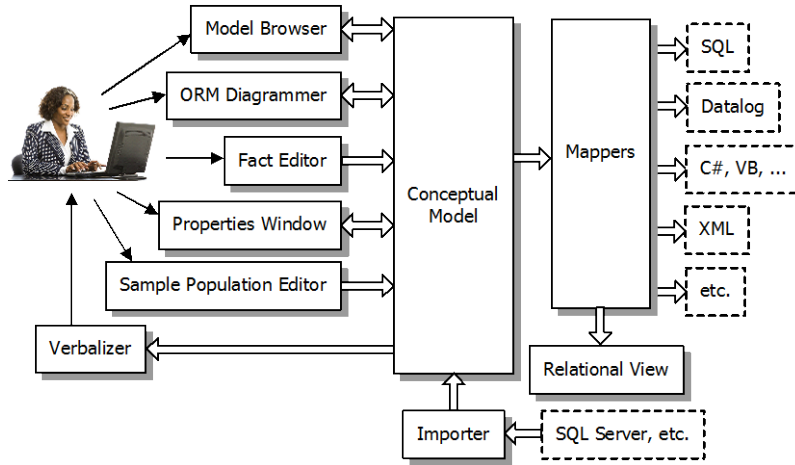 Model Browser
ORM Diagrammer
Fact Editor
Properties Window
Sample Population Editor
Verbalizer
Conceptual
Model
Mappers
SQL
Datalog
C#, VB, ...
XML
etc.
Relational View
Importer
SQL Server, etc.